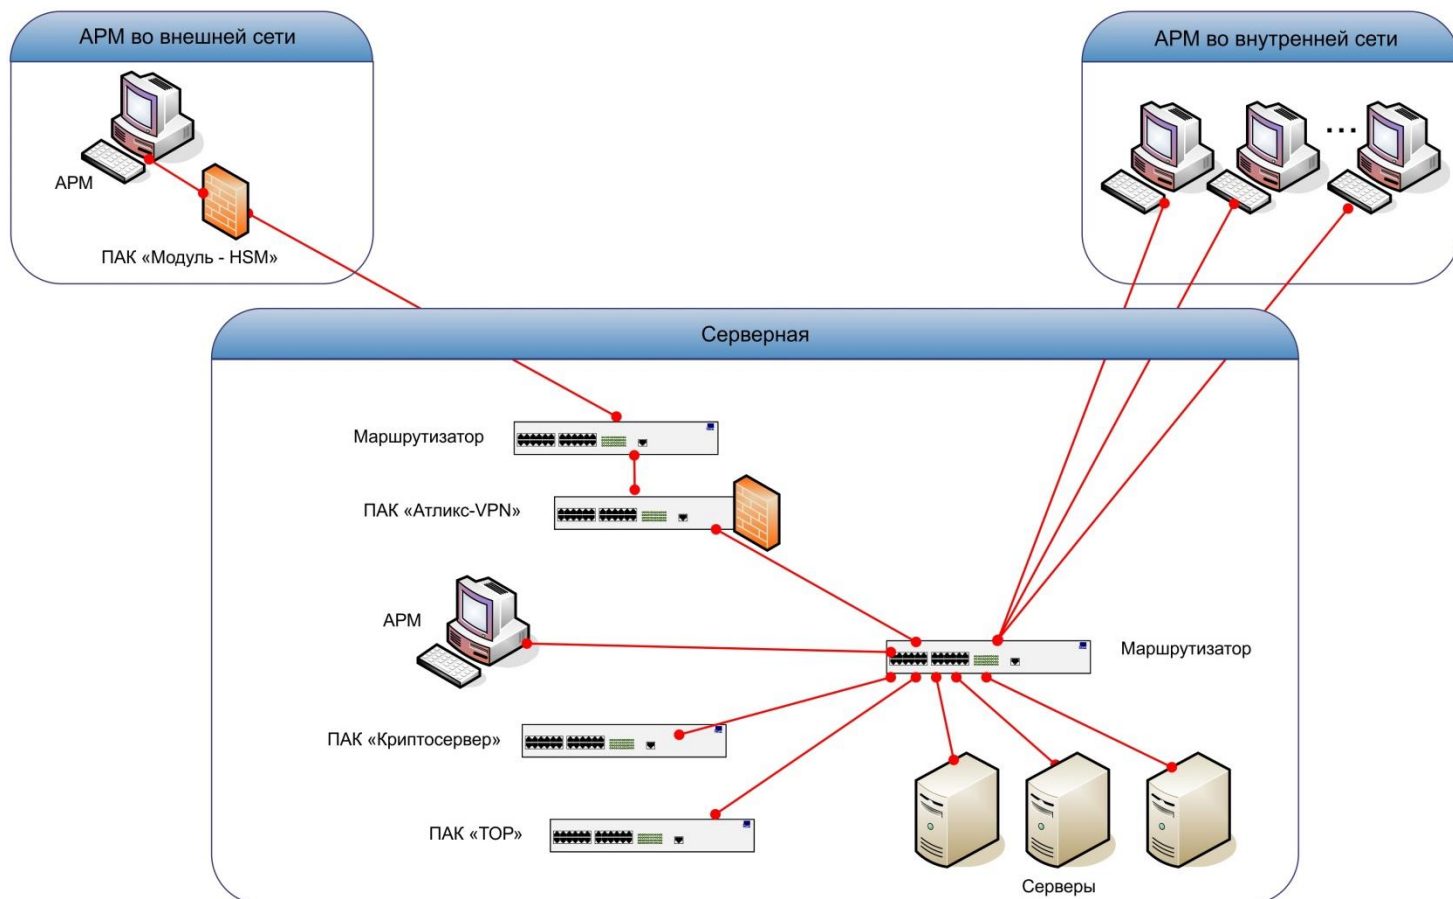 АРМ во внешней сети
АРМ во внутренней сети
...
АРМ
ПАК «Модуль - HSM»
Серверная
Маршрутизатор
ПАК «Атликс-VPN»
АРМ
Маршрутизатор
ПАК «Криптосервер»
ПАК «ТОР»
Серверы